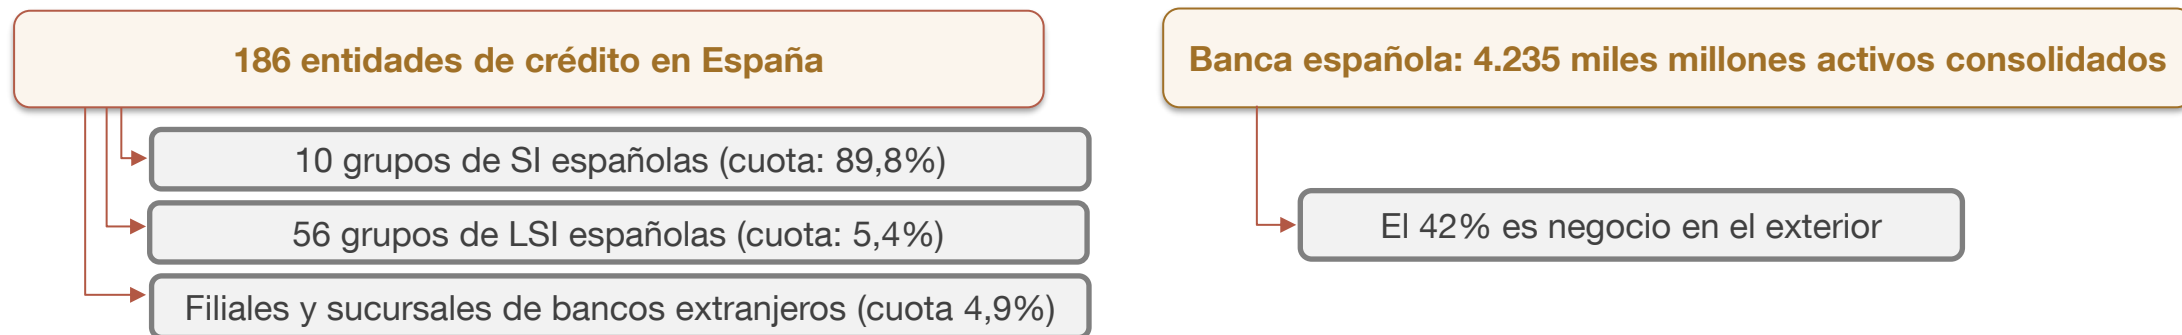 186 entidades de crédito en España
10 grupos de SI españolas (cuota: 89,8%)
56 grupos de LSI españolas (cuota: 5,4%)
Filiales y sucursales de bancos extranjeros (cuota 4,9%)
Banca española: 4.235 miles millones activos consolidados
El 42% es negocio en el exterior